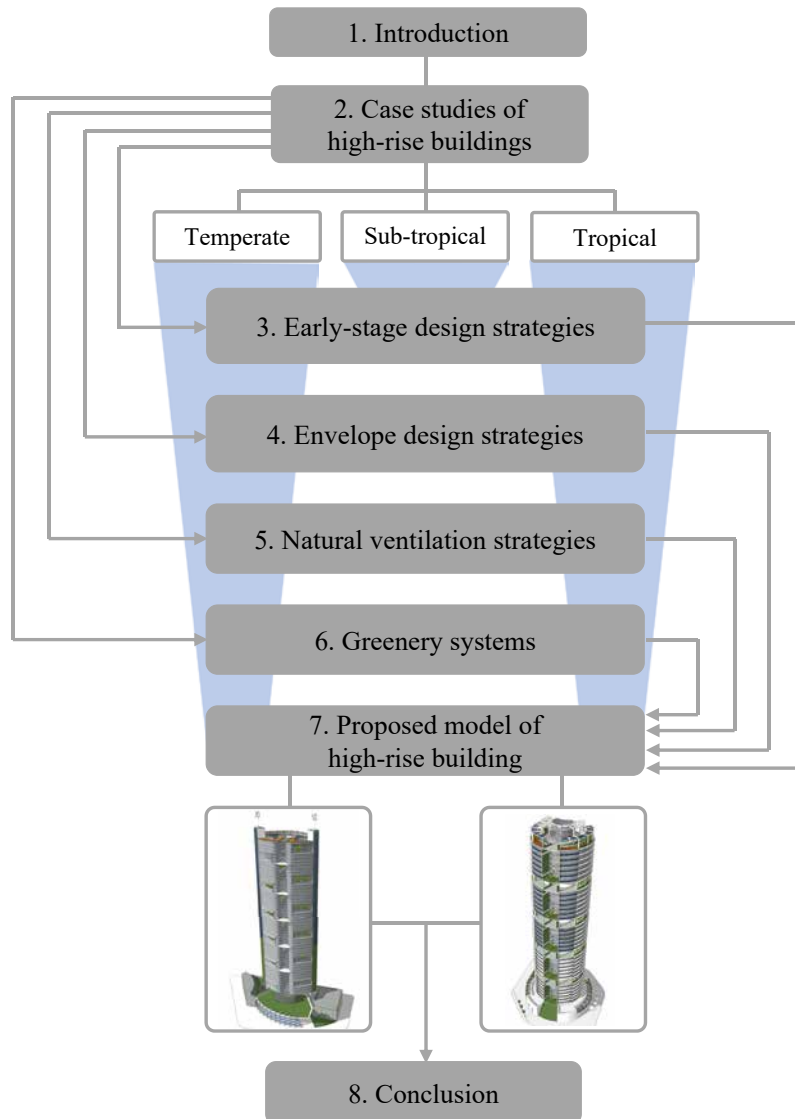 1. Introduction
2. Case studies of
high-rise buildings
Temperate
Sub-tropical
Tropical
3. Early-stage design strategies
4. Envelope design strategies
5. Natural ventilation strategies
6. Greenery systems
7. Proposed model of
high-rise building
8. Conclusion